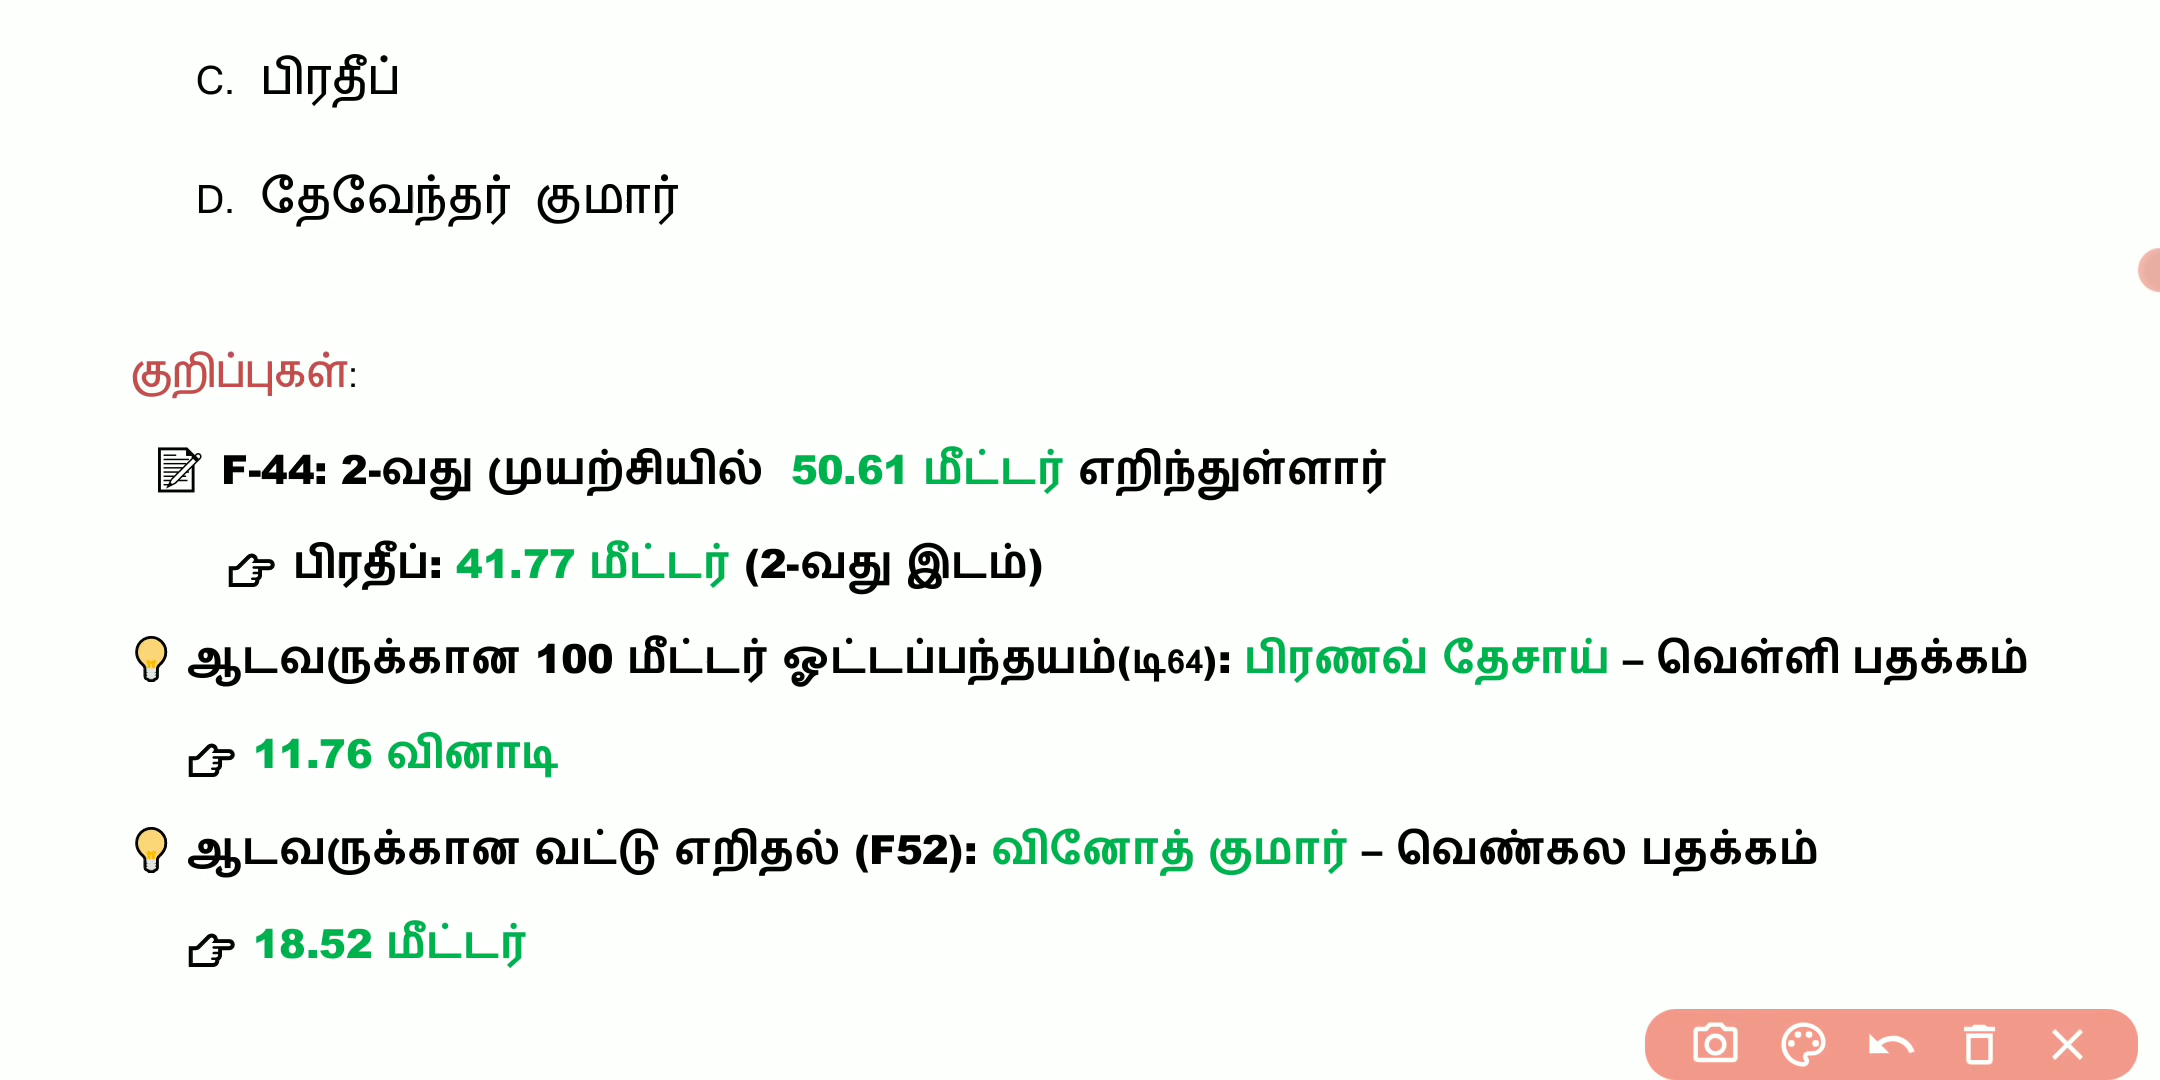 C. பிரதீப்
D. தேவேந்தர் குமார்
குறிப்புகள்:
F-44: 2-வது முயற்சியில் 50.61 மீட்டர் எறிந்துள்ளார்
பிரதீப்: 41.77 மீட்டர் (2-வது இடம்)
ஆடவருக்கான 100 மீட்டர் ஓட்டப்பந்தயம்(டி64): பிரணவ் தேசாய் – வெள்ளி பதக்கம்
11.76 வினாடி
ஆடவருக்கான வட்டு எறிதல் (F52): வினோத் குமார் – வெண்கல பதக்கம்
18.52 மீட்டர்